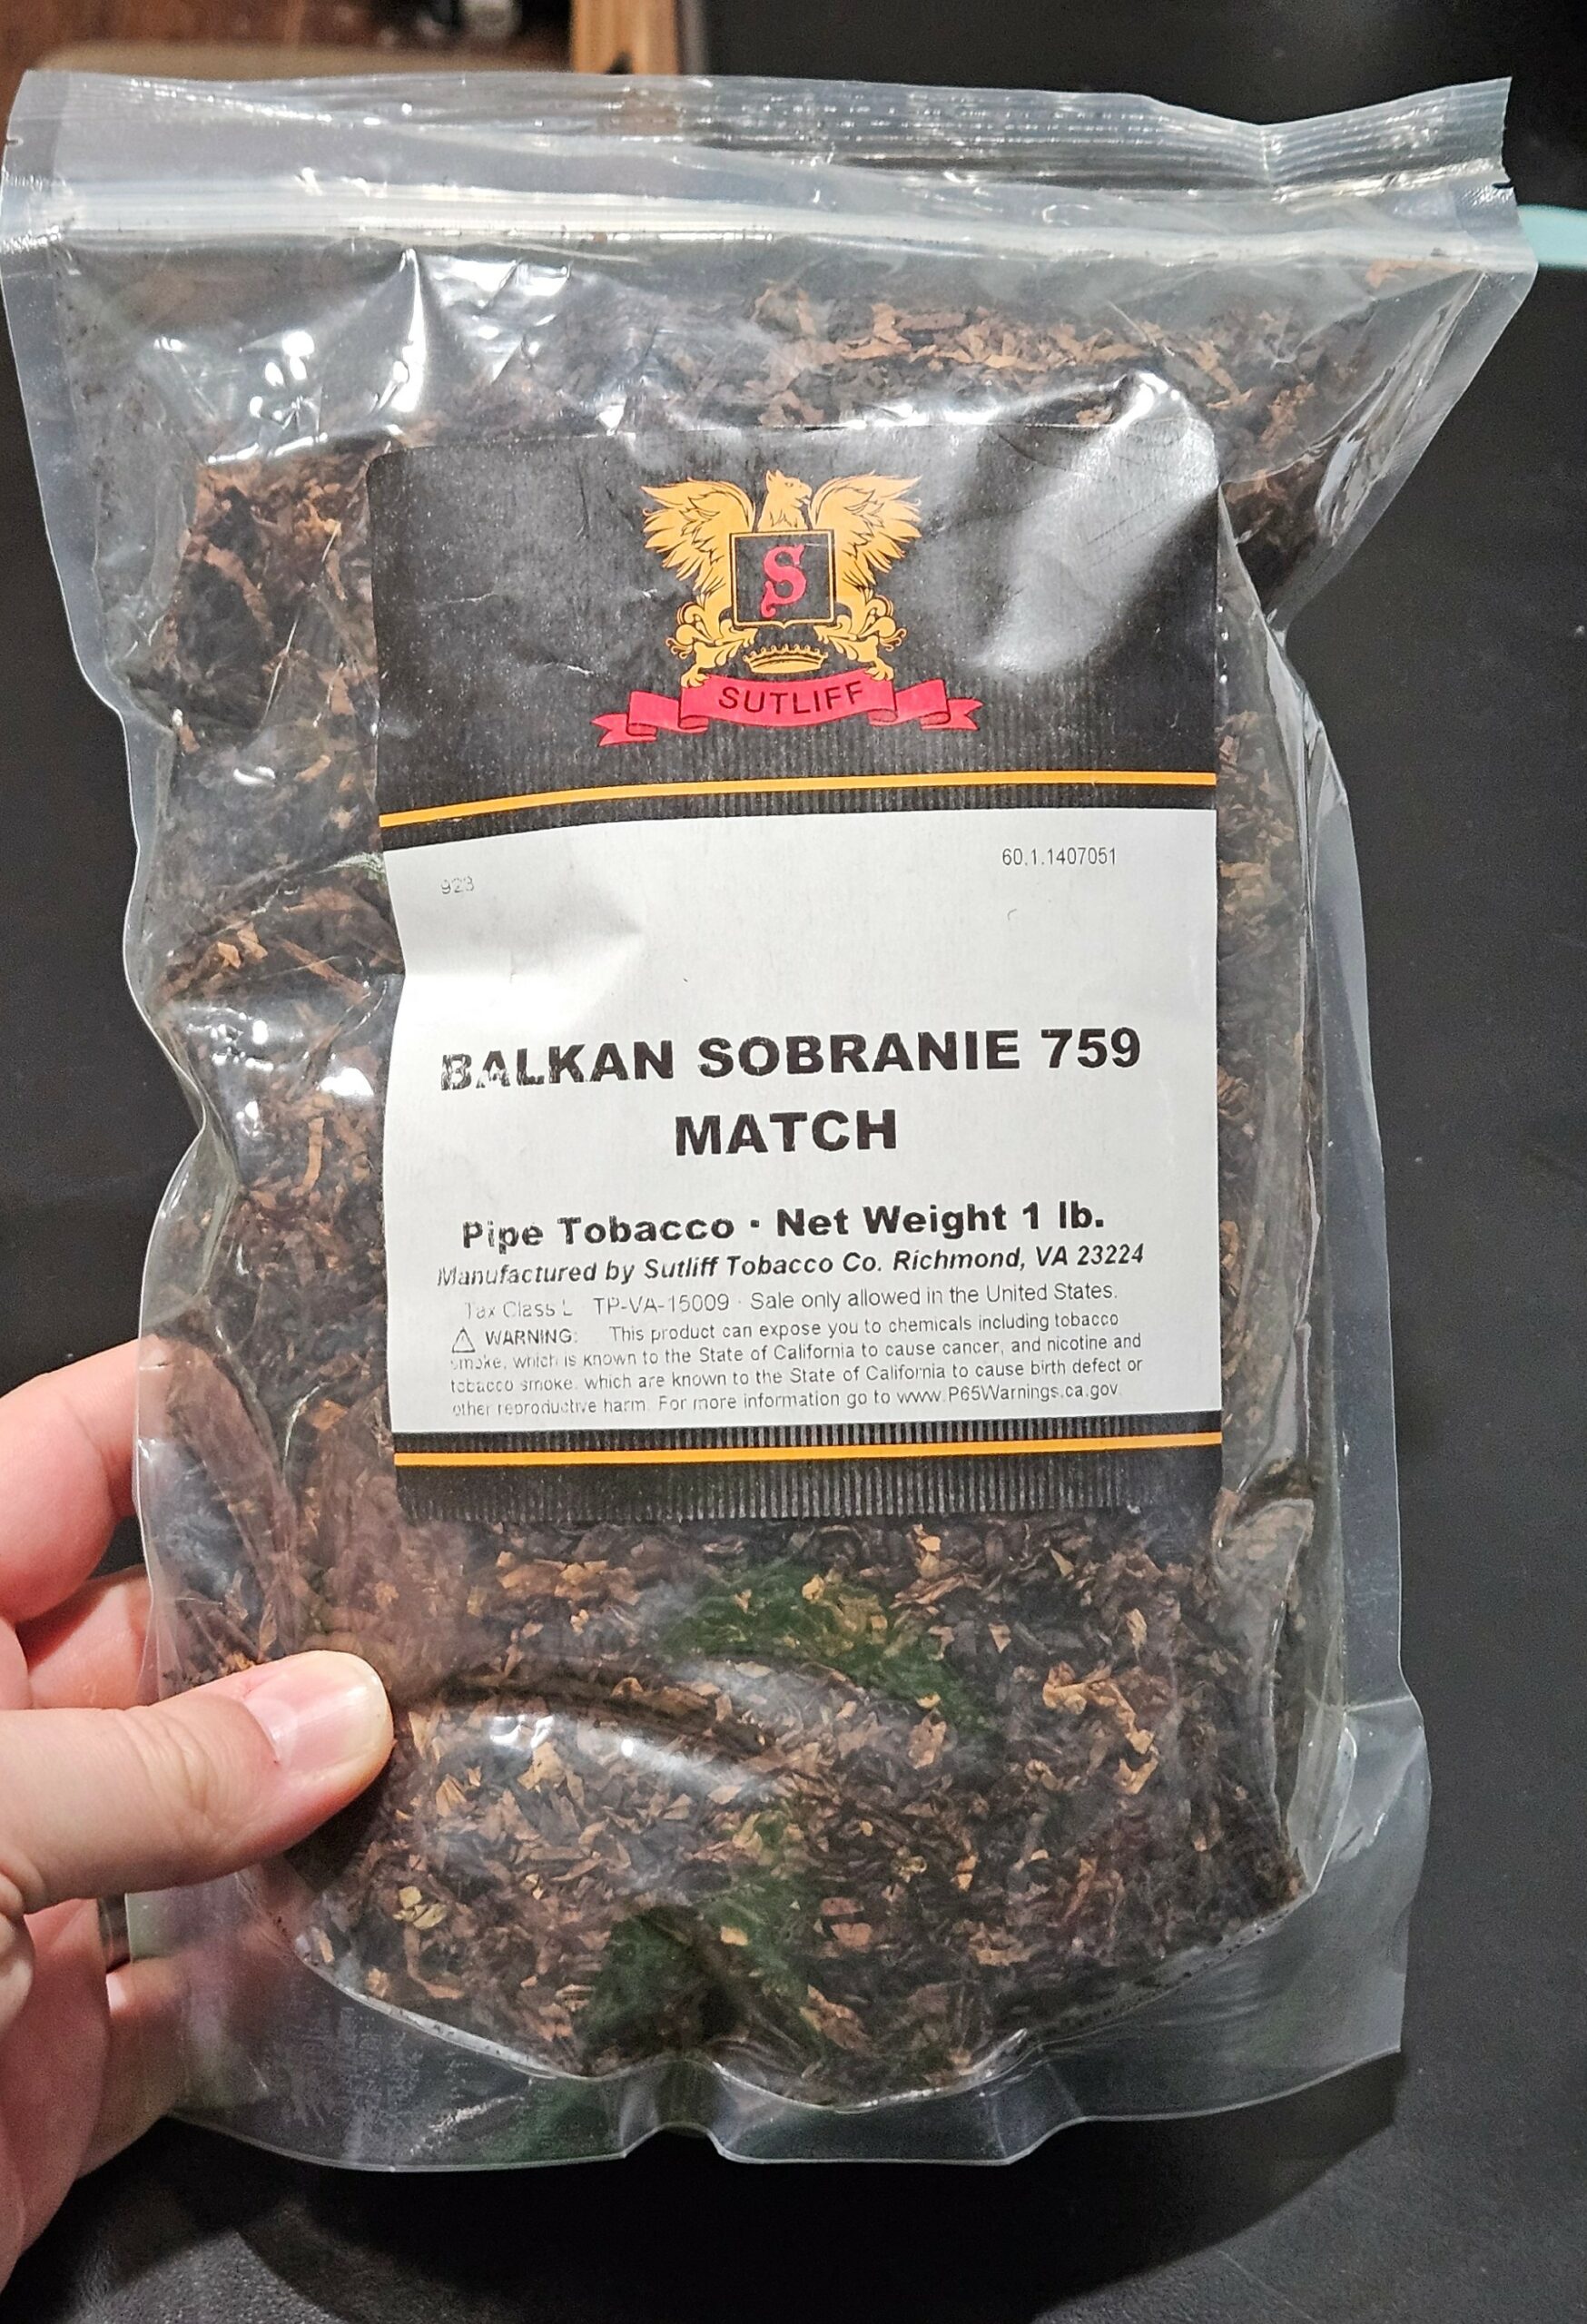 S
SUTLIFF
60.1.1407051
923
BALKAN SOBRANIE 759
MATCH
Pipe Tobacco · Net Weight 1 lb.
Manufactured by Sutliff Tobacco Co. Richmond, VA 23224
Tax Class L TP-VA-15009 · Sale only allowed in the United States.
⚠ WARNING: This product can expose you to chemicals including tobacco
smoke, which is known to the State of California to cause cancer, and nicotine and
tobacco smoke. which are known to the State of California to cause birth defect or
other reproductive harm. For more information go to www.P65Warnings.ca.gov.